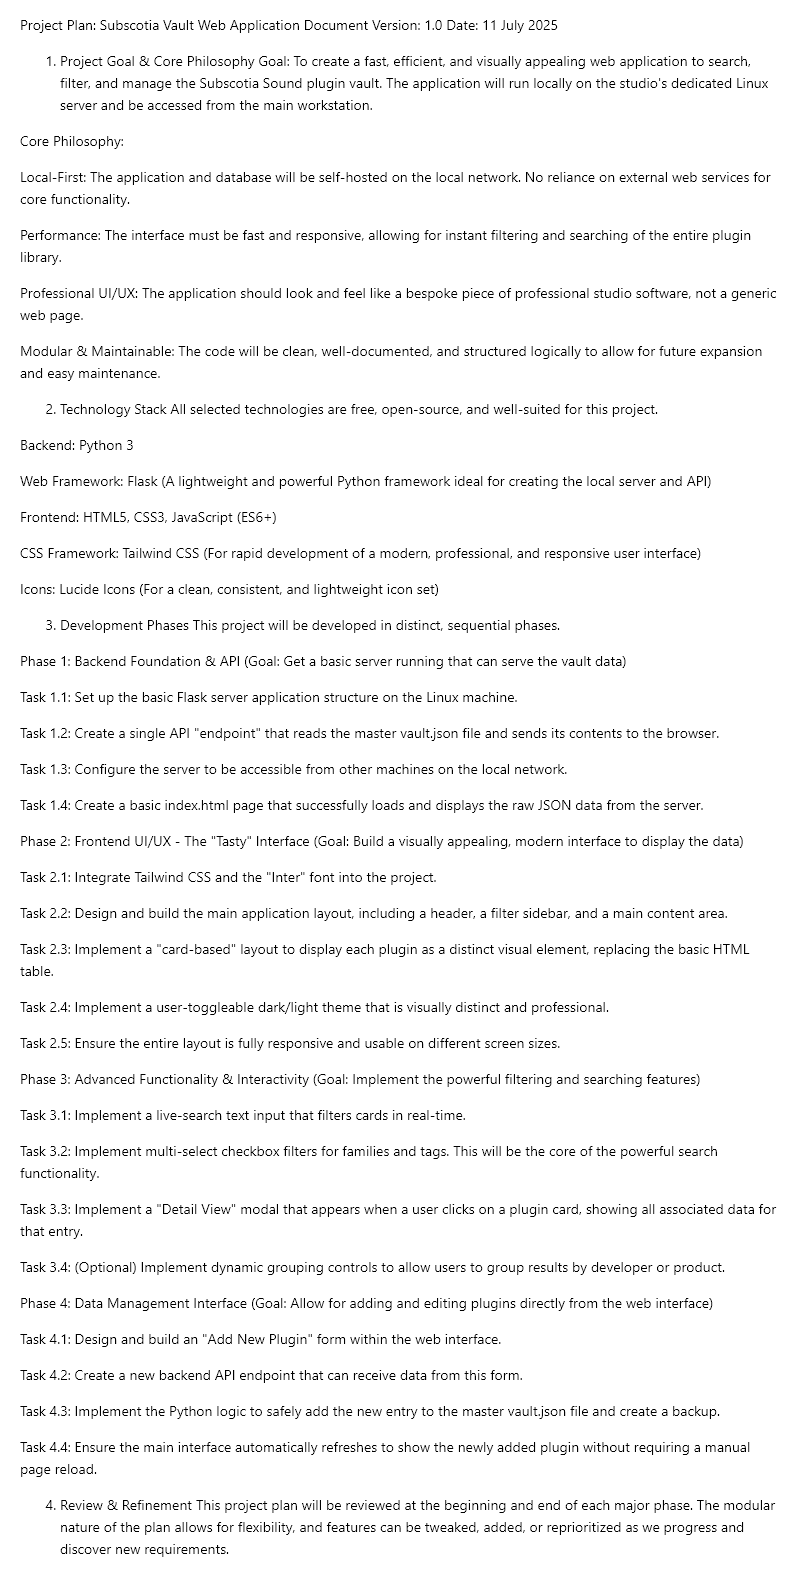 Project Plan: Subscotia Vault Web Application Document Version: 1.0 Date: 11 July 2025
1. Project Goal & Core Philosophy Goal: To create a fast, efficient, and visually appealing web application to search,
filter, and manage the Subscotia Sound plugin vault. The application will run locally on the studio's dedicated Linux
server and be accessed from the main workstation.
Core Philosophy:
Local-First: The application and database will be self-hosted on the local network. No reliance on external web services for
core functionality.
Performance: The interface must be fast and responsive, allowing for instant filtering and searching of the entire plugin
library.
Professional UI/UX: The application should look and feel like a bespoke piece of professional studio software, not a generic
web page.
Modular & Maintainable: The code will be clean, well-documented, and structured logically to allow for future expansion
and easy maintenance.
2. Technology Stack All selected technologies are free, open-source, and well-suited for this project.
Backend: Python 3
Web Framework: Flask (A lightweight and powerful Python framework ideal for creating the local server and API)
Frontend: HTML5, CSS3, JavaScript (ES6+)
CSS Framework: Tailwind CSS (For rapid development of a modern, professional, and responsive user interface)
Icons: Lucide Icons (For a clean, consistent, and lightweight icon set)
3. Development Phases This project will be developed in distinct, sequential phases.
Phase 1: Backend Foundation & API (Goal: Get a basic server running that can serve the vault data)
Task 1.1: Set up the basic Flask server application structure on the Linux machine.
Task 1.2: Create a single API "endpoint" that reads the master vault.json file and sends its contents to the browser.
Task 1.3: Configure the server to be accessible from other machines on the local network.
Task 1.4: Create a basic index.html page that successfully loads and displays the raw JSON data from the server.
Phase 2: Frontend UI/UX - The "Tasty" Interface (Goal: Build a visually appealing, modern interface to display the data)
Task 2.1: Integrate Tailwind CSS and the "Inter" font into the project.
Task 2.2: Design and build the main application layout, including a header, a filter sidebar, and a main content area.
Task 2.3: Implement a "card-based" layout to display each plugin as a distinct visual element, replacing the basic HTML
table.
Task 2.4: Implement a user-toggleable dark/light theme that is visually distinct and professional.
Task 2.5: Ensure the entire layout is fully responsive and usable on different screen sizes.
Phase 3: Advanced Functionality & Interactivity (Goal: Implement the powerful filtering and searching features)
Task 3.1: Implement a live-search text input that filters cards in real-time.
Task 3.2: Implement multi-select checkbox filters for families and tags. This will be the core of the powerful search
functionality.
Task 3.3: Implement a "Detail View" modal that appears when a user clicks on a plugin card, showing all associated data for
that entry.
Task 3.4: (Optional) Implement dynamic grouping controls to allow users to group results by developer or product.
Phase 4: Data Management Interface (Goal: Allow for adding and editing plugins directly from the web interface)
Task 4.1: Design and build an "Add New Plugin" form within the web interface.
Task 4.2: Create a new backend API endpoint that can receive data from this form.
Task 4.3: Implement the Python logic to safely add the new entry to the master vault.json file and create a backup.
Task 4.4: Ensure the main interface automatically refreshes to show the newly added plugin without requiring a manual
page reload.
4. Review & Refinement This project plan will be reviewed at the beginning and end of each major phase. The modular
nature of the plan allows for flexibility, and features can be tweaked, added, or reprioritized as we progress and
discover new requirements.